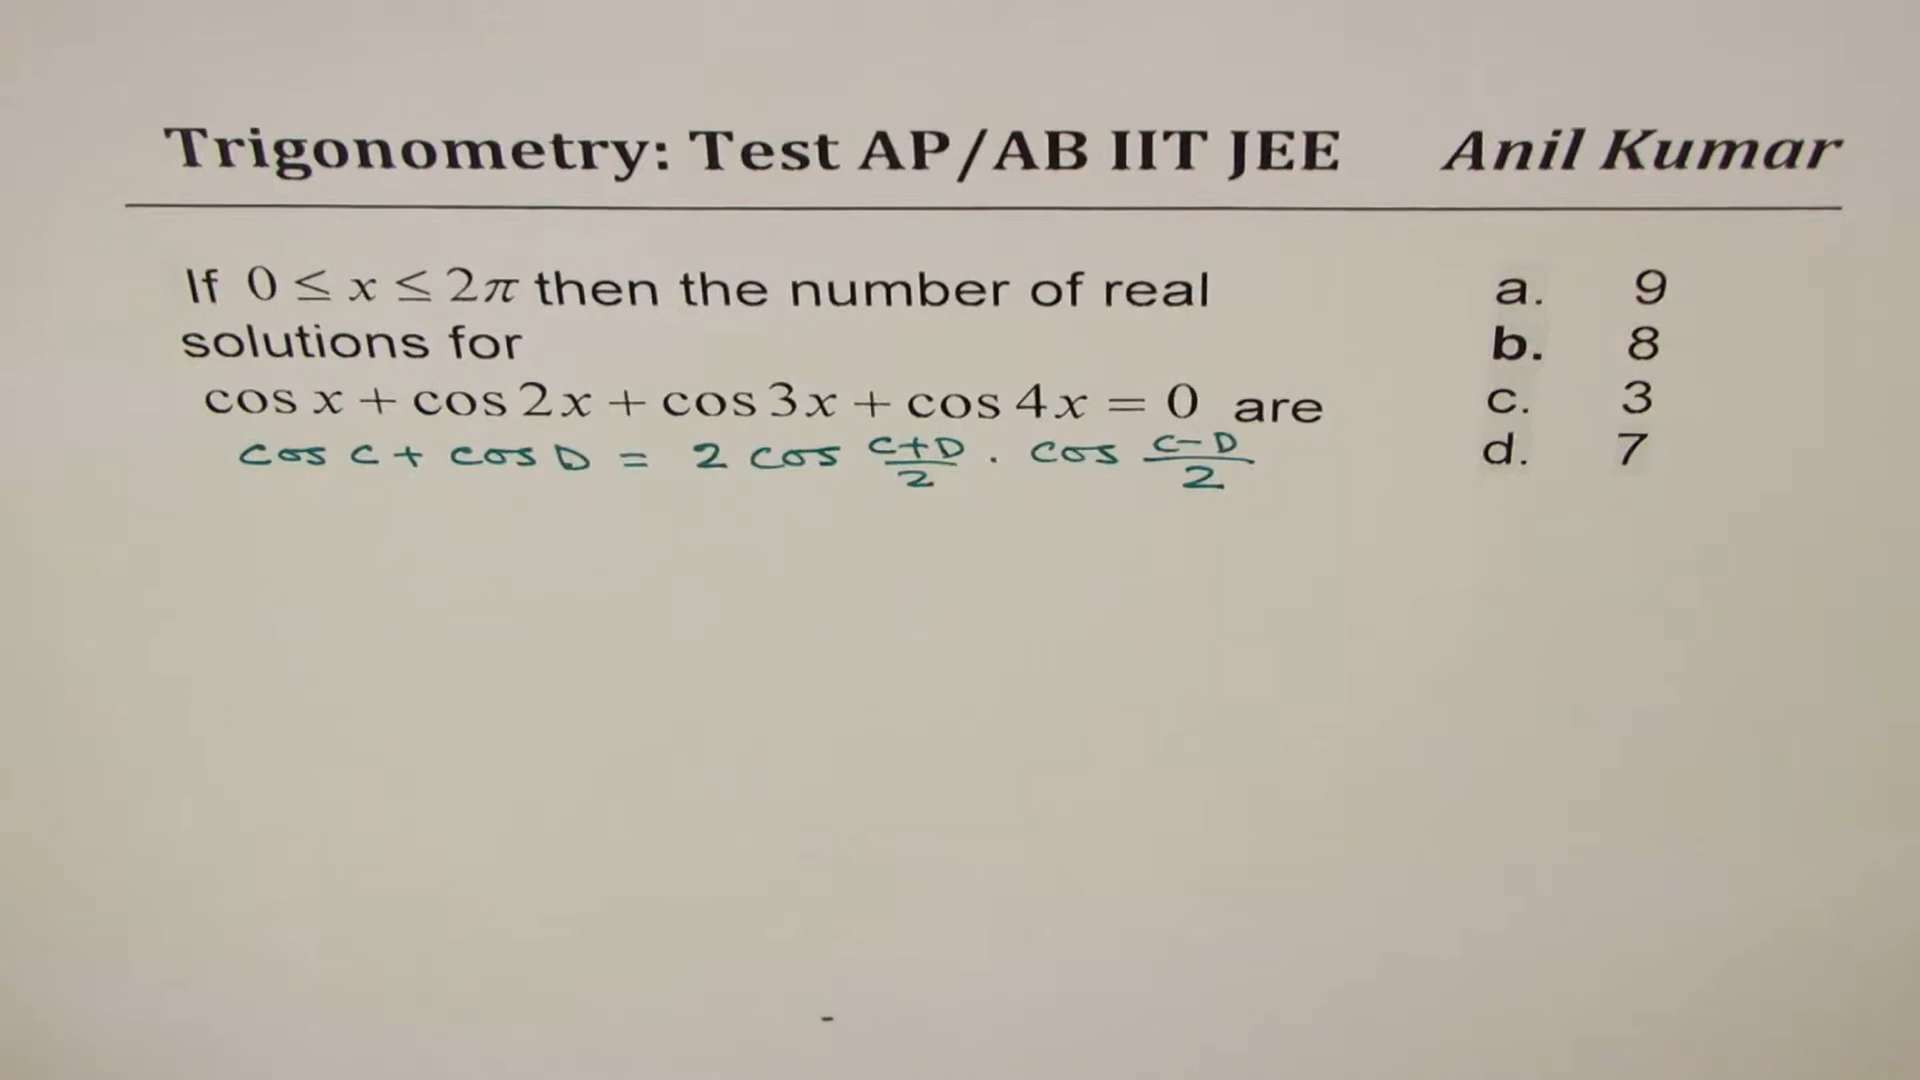 Trigonometry: Test AP/AB IIT JEE Anil Kumar
If 0 ≤ x ≤ 2π then the number of real
solutions for
cos x + cos 2x + cos 3x + cos 4x = 0 are
cos C + cos D = 2 cos (C+D)/2 . cos (C-D)/2
a. 9
b. 8
c. 3
d. 7